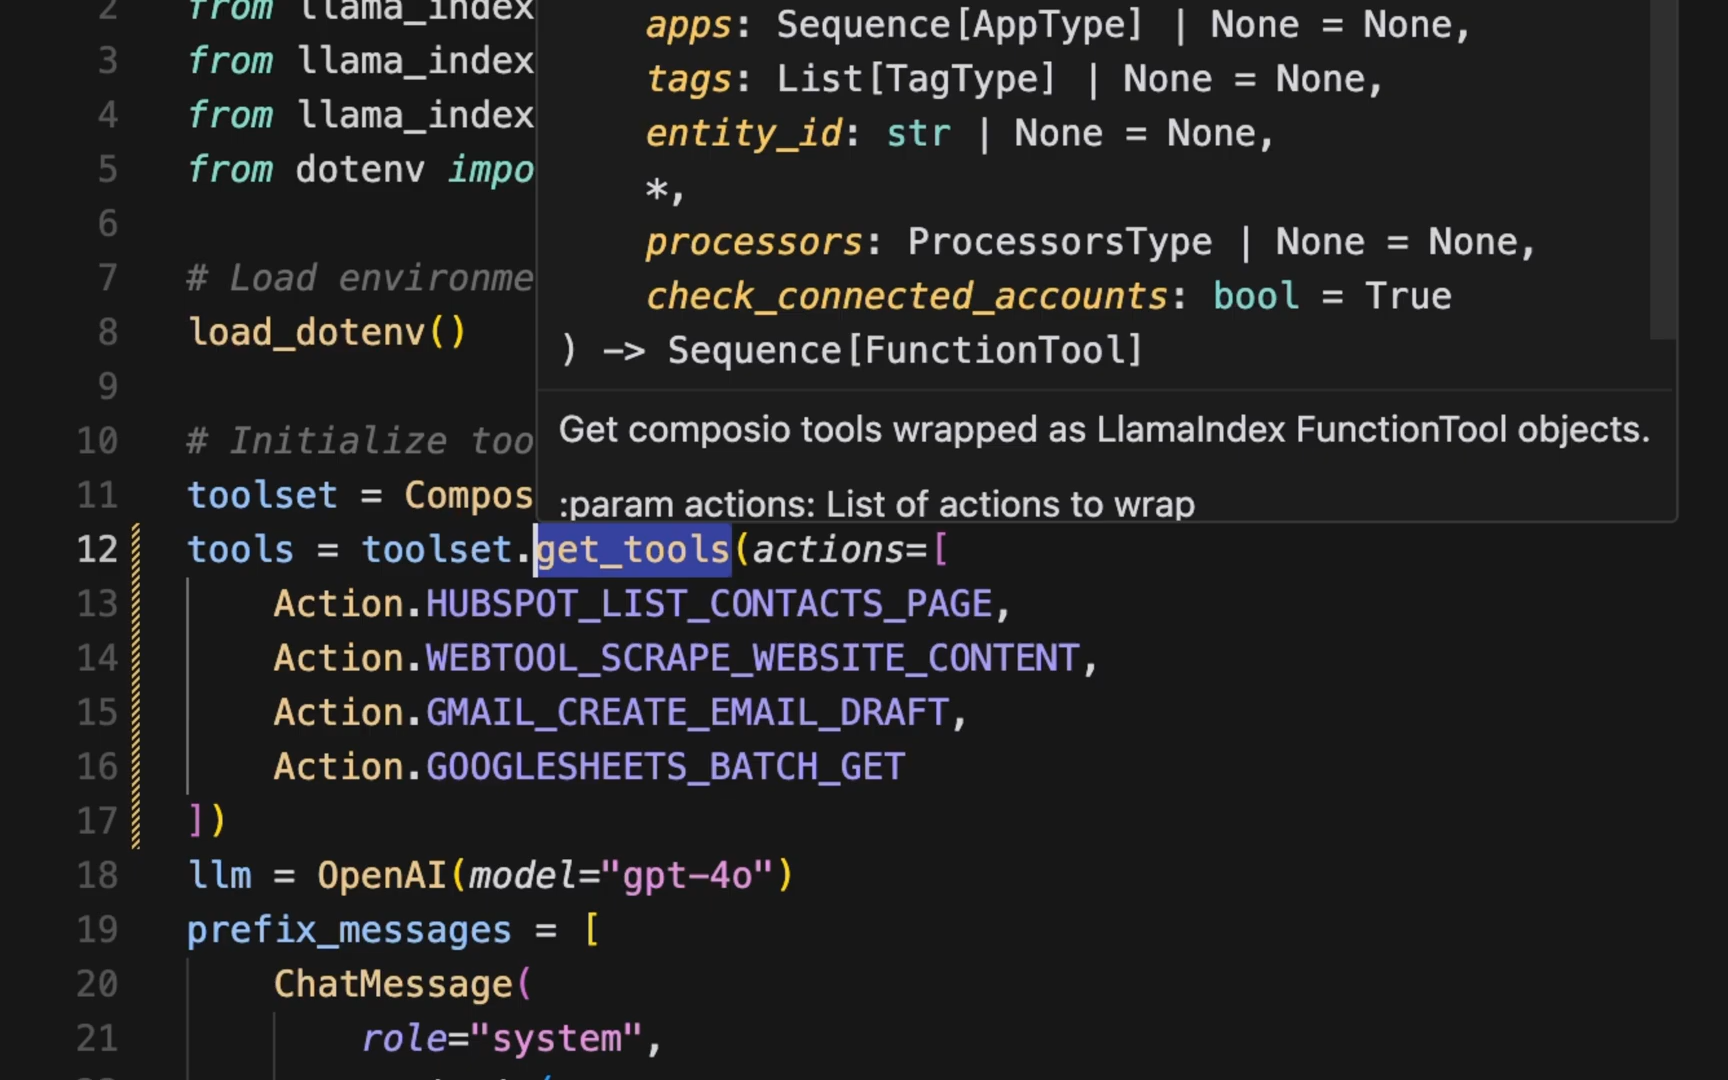 2 from llama_index
3 from llama_index
4 from llama_index
5 from dotenv impo
6
7 # Load environme
8 load_dotenv()
9
10 # Initialize too
11 toolset = Compos
12 tools = toolset.get_tools(actions=[
13 Action.HUBSPOT_LIST_CONTACTS_PAGE,
14 Action.WEBTOOL_SCRAPE_WEBSITE_CONTENT,
15 Action.GMAIL_CREATE_EMAIL_DRAFT,
16 Action.GOOGLESHEETS_BATCH_GET
17 ])
18 llm = OpenAI(model="gpt-4o")
19 prefix_messages = [
20 ChatMessage(
21 role="system",
apps: Sequence[AppType] | None = None,
tags: List[TagType] | None = None,
entity_id: str | None = None,
*,
processors: ProcessorsType | None = None,
check_connected_accounts: bool = True
) -> Sequence[FunctionTool]
Get composio tools wrapped as LlamaIndex FunctionTool objects.
:param actions: List of actions to wrap